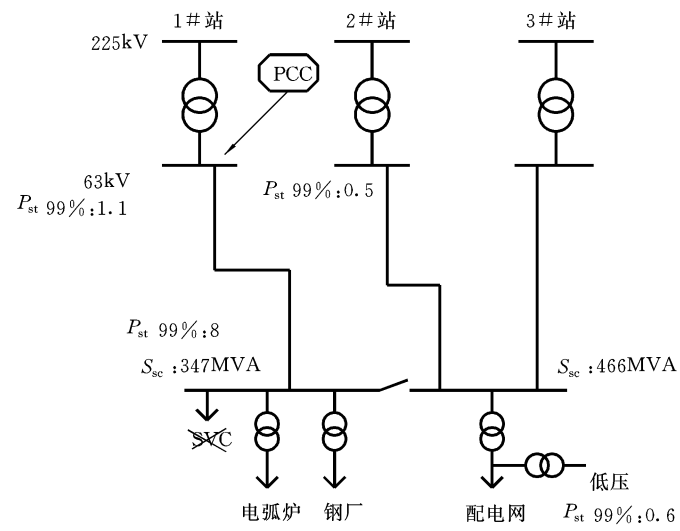 1#站
2#站
3#站
225kV
PCC
63kV
Pst 99%:1.1
Pst 99%:0.5
Pst 99%:8
Ssc :347MVA
Ssc :466MVA
SVC
电弧炉
钢厂
配电网
低压
Pst 99%:0.6